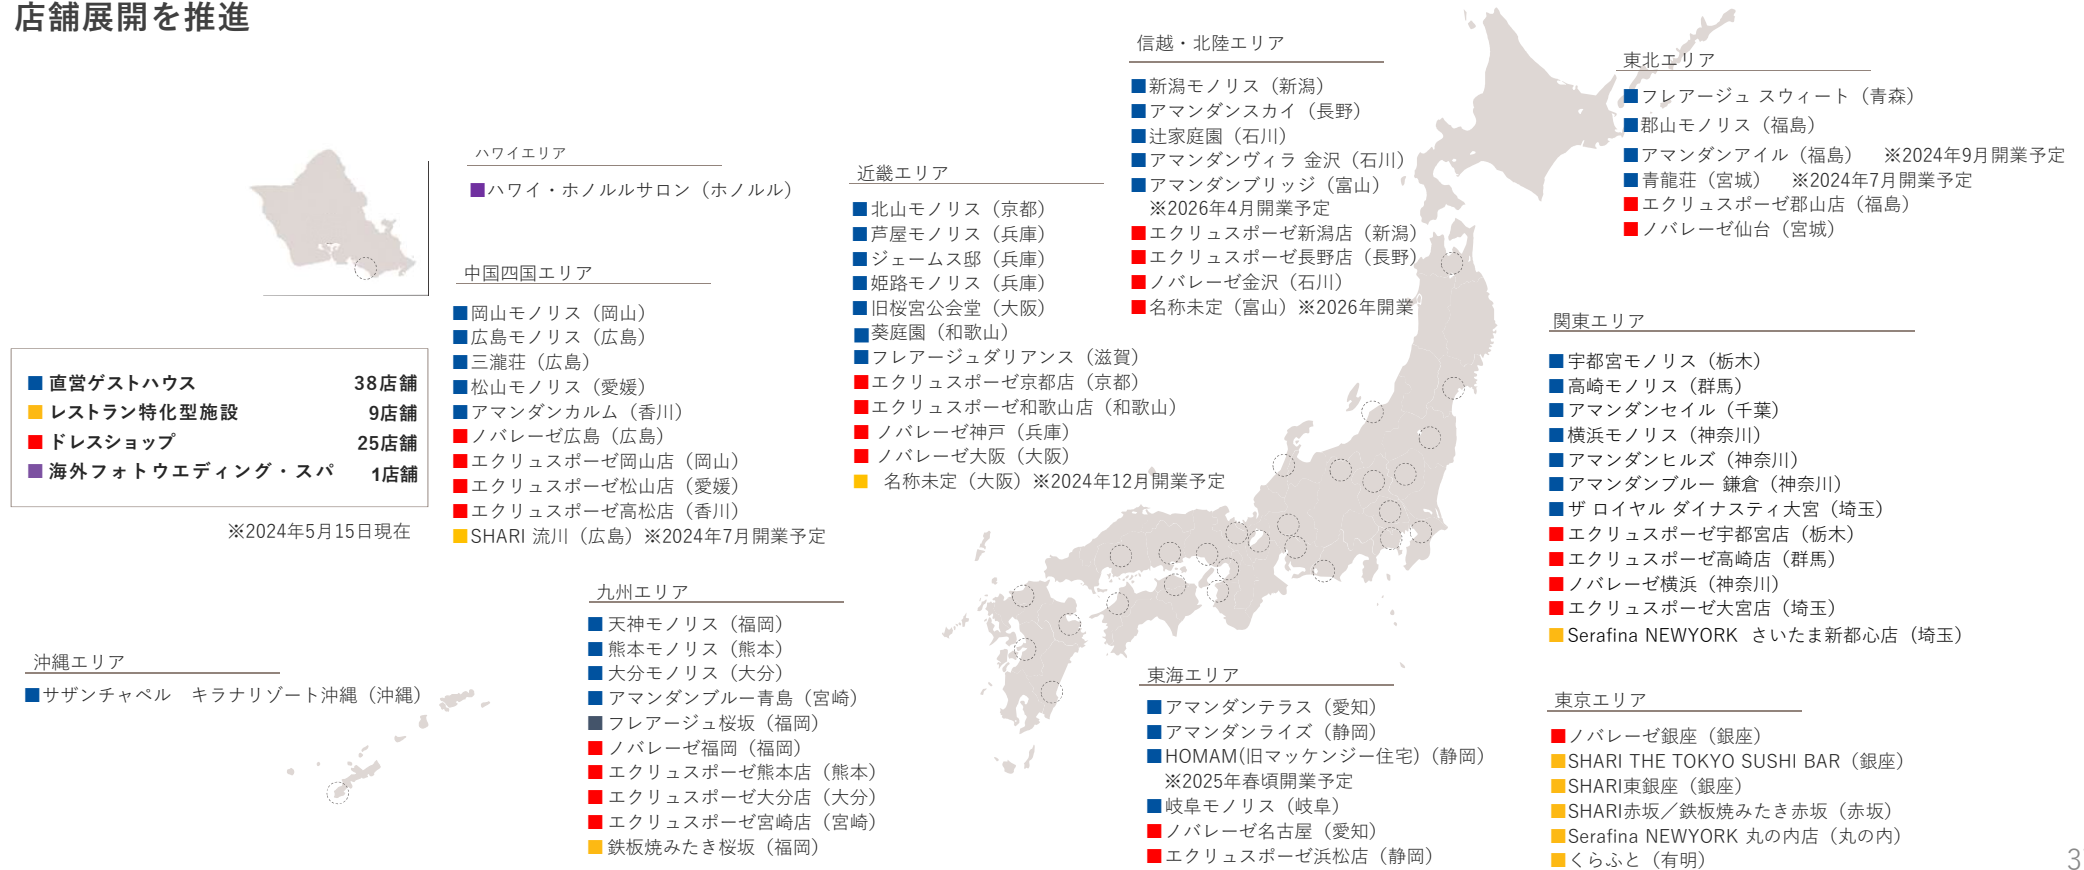 店舗展開を推進
ハワイエリア
■ハワイ・ホノルルサロン（ホノルル）
■直営ゲストハウス 38店舗
■レストラン特化型施設 9店舗
■ドレスショップ 25店舗
■海外フォトウエディング・スパ 1店舗
※2024年5月15日現在
沖縄エリア
■サザンチャペル　キラナリゾート沖縄（沖縄）
中国四国エリア
■岡山モノリス（岡山）
■広島モノリス（広島）
■三瀧荘（広島）
■松山モノリス（愛媛）
■アマンダンカルム（香川）
■ノバレーゼ広島（広島）
■エクリュスポーゼ岡山店（岡山）
■エクリュスポーゼ松山店（愛媛）
■エクリュスポーゼ高松店（香川）
■SHARI 流川（広島）※2024年7月開業予定
九州エリア
■天神モノリス（福岡）
■熊本モノリス（熊本）
■大分モノリス（大分）
■アマンダンブルー青島（宮崎）
■フレアージュ桜坂（福岡）
■ノバレーゼ福岡（福岡）
■エクリュスポーゼ熊本店（熊本）
■エクリュスポーゼ大分店（大分）
■エクリュスポーゼ宮崎店（宮崎）
■鉄板焼みたき桜坂（福岡）
近畿エリア
■北山モノリス（京都）
■芦屋モノリス（兵庫）
■ジェームス邸（兵庫）
■姫路モノリス（兵庫）
■旧桜宮公会堂（大阪）
■葵庭園（和歌山）
■フレアージュダリアンス（滋賀）
■エクリュスポーゼ京都店（京都）
■エクリュスポーゼ和歌山店（和歌山）
■ノバレーゼ神戸（兵庫）
■ノバレーゼ大阪（大阪）
■名称未定（大阪）※2024年12月開業予定
信越・北陸エリア
■新潟モノリス（新潟）
■アマンダンスカイ（長野）
■辻家庭園（石川）
■アマンダンヴィラ 金沢（石川）
■アマンダンブリッジ（富山）
※2026年4月開業予定
■エクリュスポーゼ新潟店（新潟）
■エクリュスポーゼ長野店（長野）
■ノバレーゼ金沢（石川）
■名称未定（富山）※2026年開業
東海エリア
■アマンダンテラス（愛知）
■アマンダンライズ（静岡）
■HOMAM(旧マッケンジー住宅)（静岡）
※2025年春頃開業予定
■岐阜モノリス（岐阜）
■ノバレーゼ名古屋（愛知）
■エクリュスポーゼ浜松店（静岡）
東北エリア
■フレアージュ スウィート（青森）
■郡山モノリス（福島）
■アマンダンアイル（福島）　※2024年9月開業予定
■青龍荘（宮城）　※2024年7月開業予定
■エクリュスポーゼ郡山店（福島）
■ノバレーゼ仙台（宮城）
関東エリア
■宇都宮モノリス（栃木）
■高崎モノリス（群馬）
■アマンダンセイル（千葉）
■横浜モノリス（神奈川）
■アマンダンヒルズ（神奈川）
■アマンダンブルー 鎌倉（神奈川）
■ザ ロイヤル ダイナスティ大宮（埼玉）
■エクリュスポーゼ宇都宮店（栃木）
■エクリュスポーゼ高崎店（群馬）
■ノバレーゼ横浜（神奈川）
■エクリュスポーゼ大宮店（埼玉）
■Serafina NEWYORK さいたま新都心店（埼玉）
東京エリア
■ノバレーゼ銀座（銀座）
■SHARI THE TOKYO SUSHI BAR（銀座）
■SHARI東銀座（銀座）
■SHARI赤坂／鉄板焼みたき赤坂（赤坂）
■Serafina NEWYORK 丸の内店（丸の内）
■くらふと（有明）
3